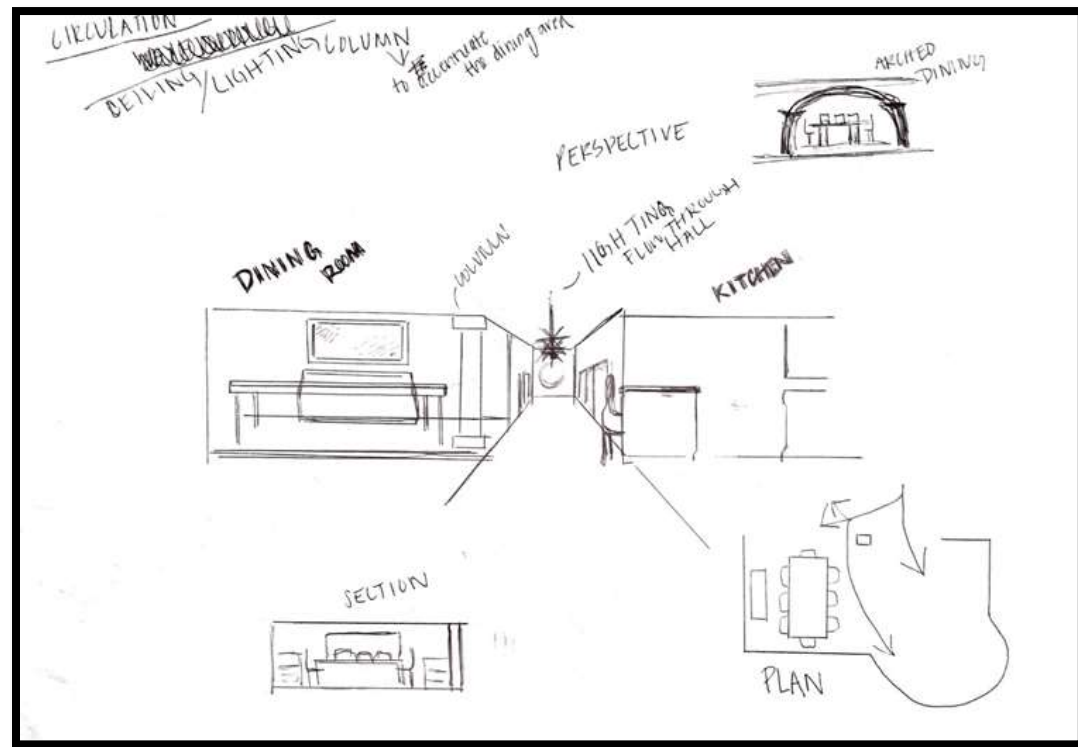 CIRCULATION
CEILING/LIGHTING COLUMN
to accentuate
the dining area
ARCHED
DINING
PERSPECTIVE
LIGHTING
FLOW THROUGH
HALL
COLUMN
DINING
ROOM
KITCHEN
SECTION
PLAN